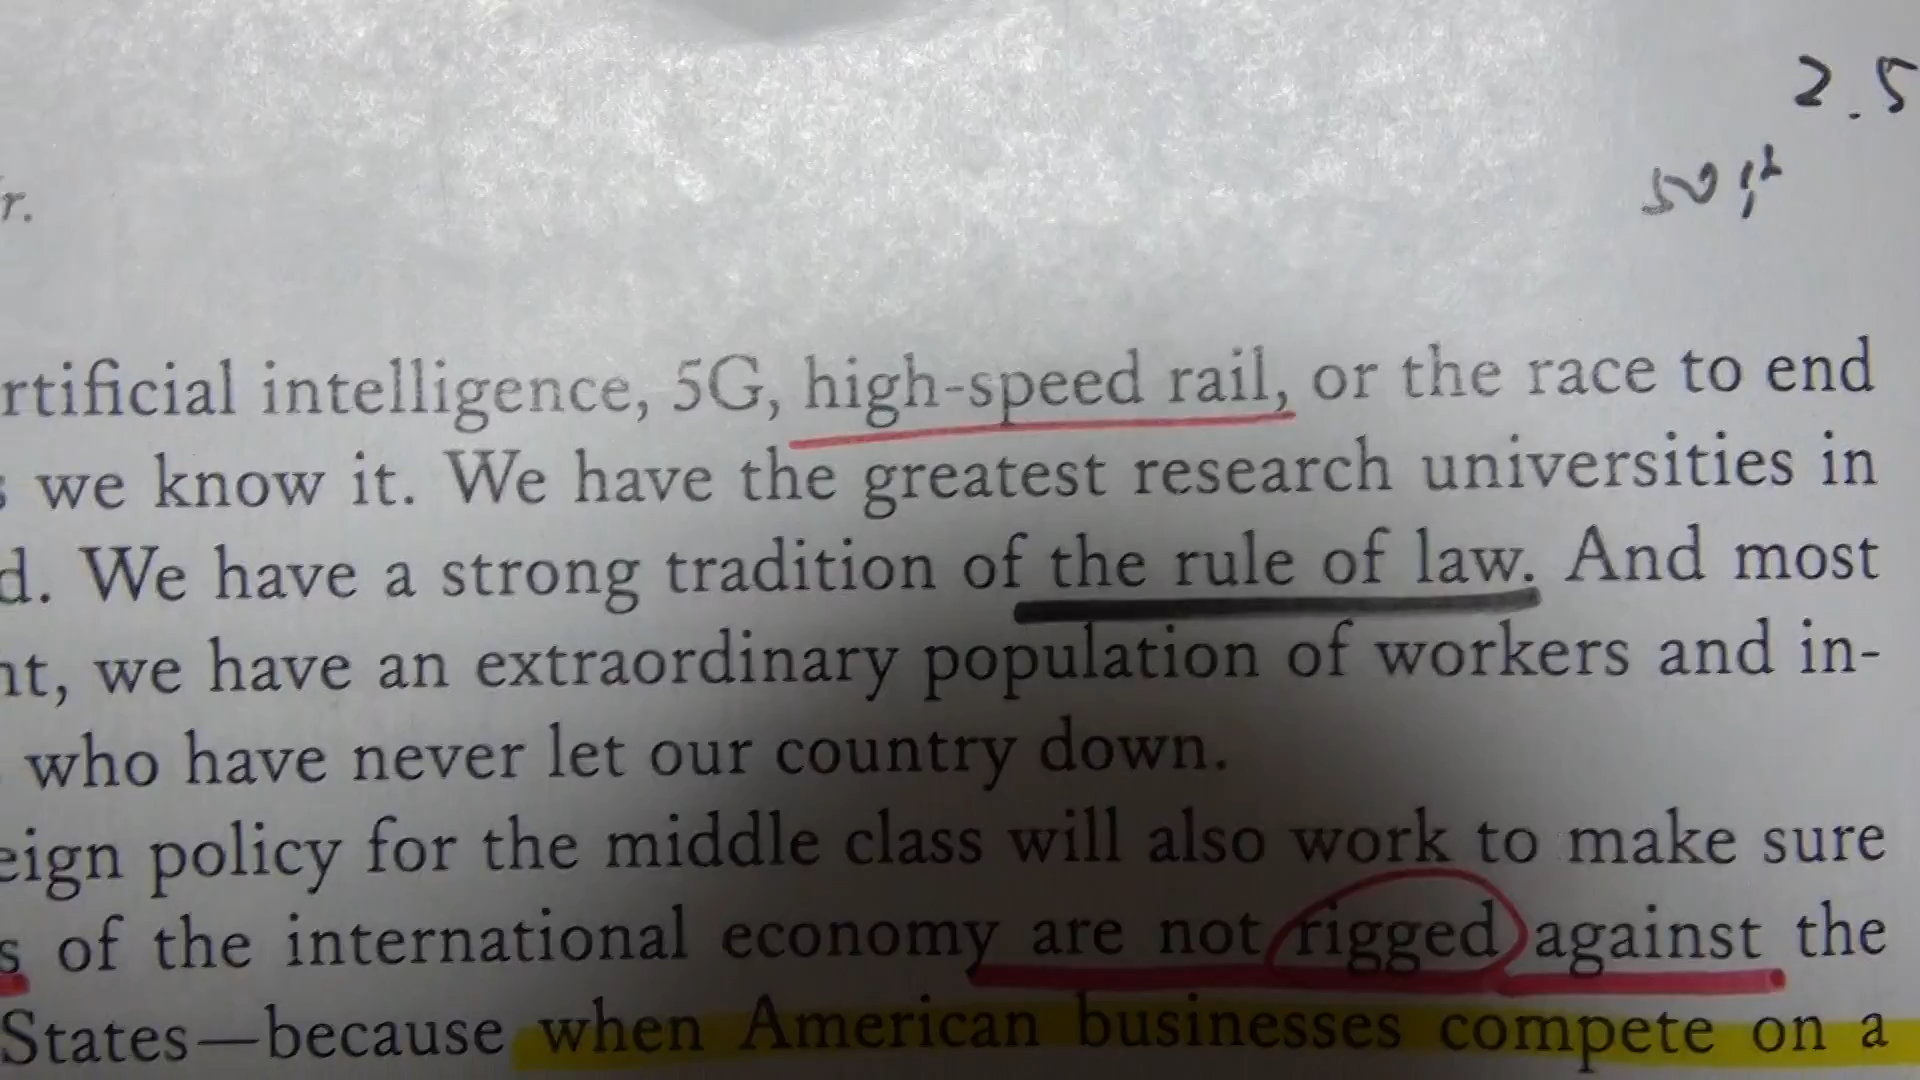 2.5
r.
rtificial intelligence, 5G, high-speed rail, or the race to end
we know it. We have the greatest research universities in
d. We have a strong tradition of the rule of law. And most
nt, we have an extraordinary population of workers and in-
who have never let our country down.
eign policy for the middle class will also work to make sure
s of the international economy are not rigged against the
States—because when American businesses compete on a